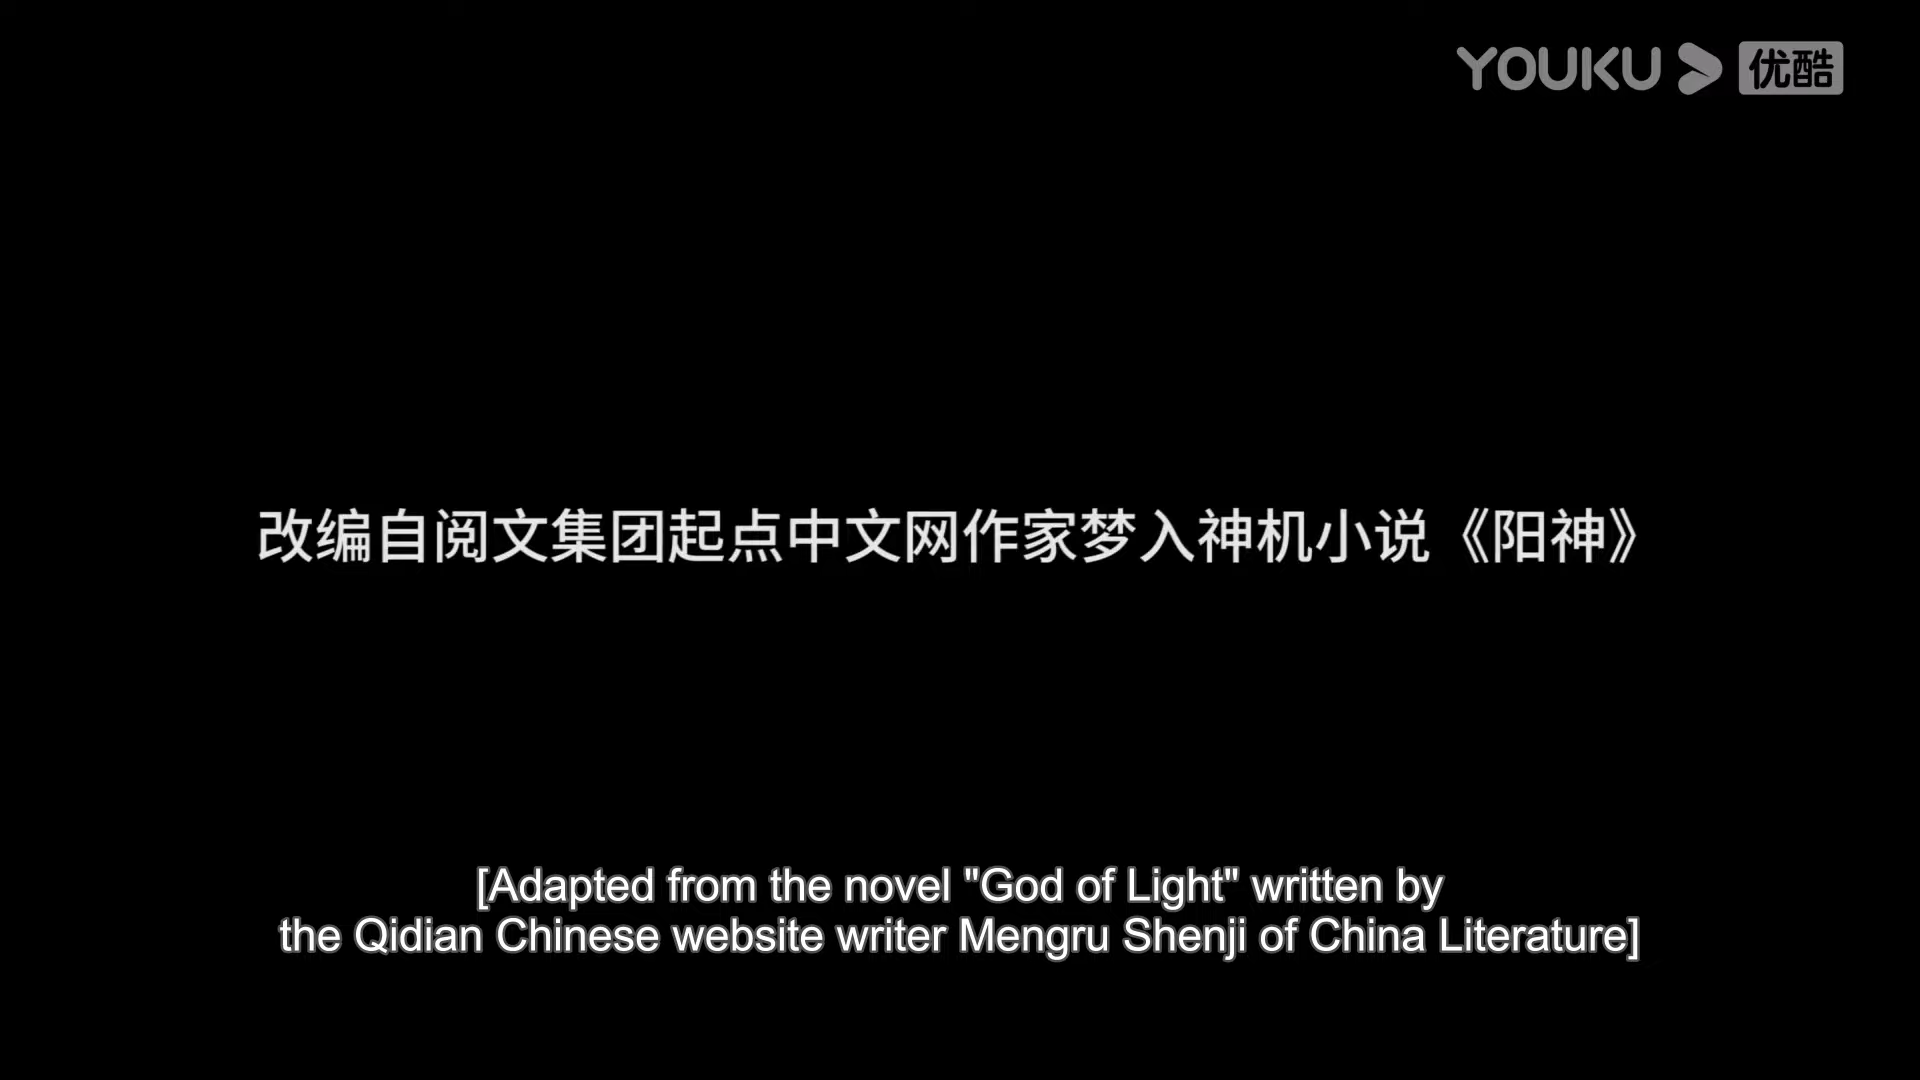 YOUKU 优酷
改编自阅文集团起点中文网作家梦入神机小说《阳神》
[Adapted from the novel "God of Light" written by
the Qidian Chinese website writer Mengru Shenji of China Literature]